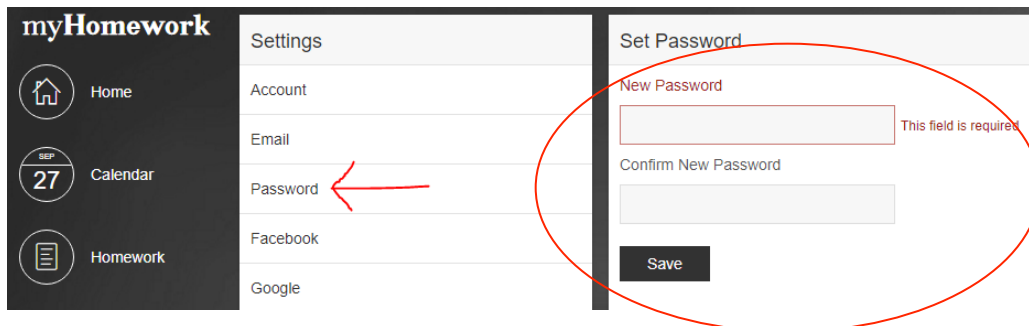 myHomework
Home
SEP
27
Calendar
Homework
Settings
Account
Email
Password
Facebook
Google
Set Password
New Password
This field is required
Confirm New Password
Save